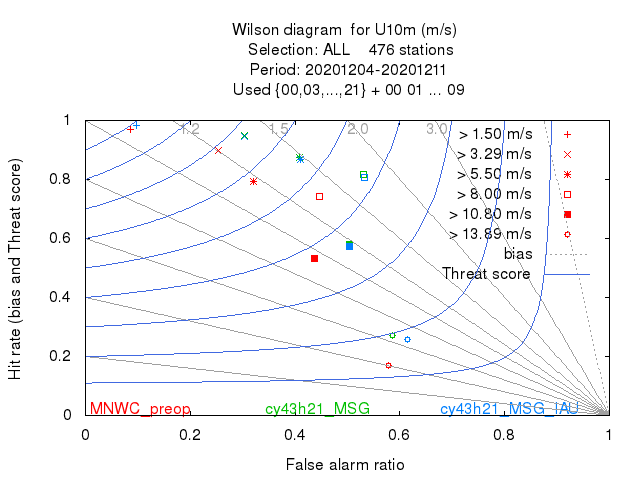 Wilson diagram  for U10m (m/s)
Selection: ALL    476 stations
Period: 20201204-20201211
Used {00,03,...,21} + 00 01 ... 09
1.2 1.5 2.0 3.0
> 1.50 m/s
> 3.29 m/s
> 5.50 m/s
> 8.00 m/s
> 10.80 m/s
> 13.89 m/s
bias
Threat score
1
0.8
0.6
0.4
0.2
0
Hit rate (bias and Threat score)
MNWC_preop cy43h21_MSG cy43h21_MSG_IAU
0 0.2 0.4 0.6 0.8 1
False alarm ratio